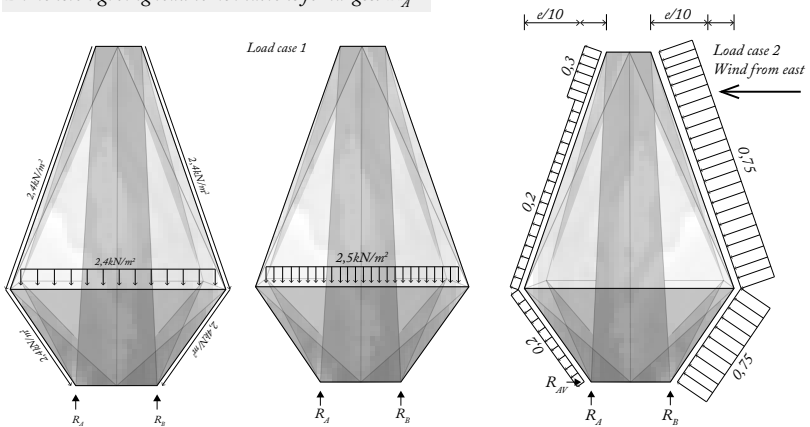 e/10
e/10
Load case 1
Load case 2
Wind from east
0,3
0,75
2,4kN/m²
2,4kN/m²
0,2
2,4kN/m²
2,5kN/m²
2,4kN/m²
2,4kN/m²
0,2
0,75
R_AV
R_A
R_B
R_A
R_B
R_A
R_B